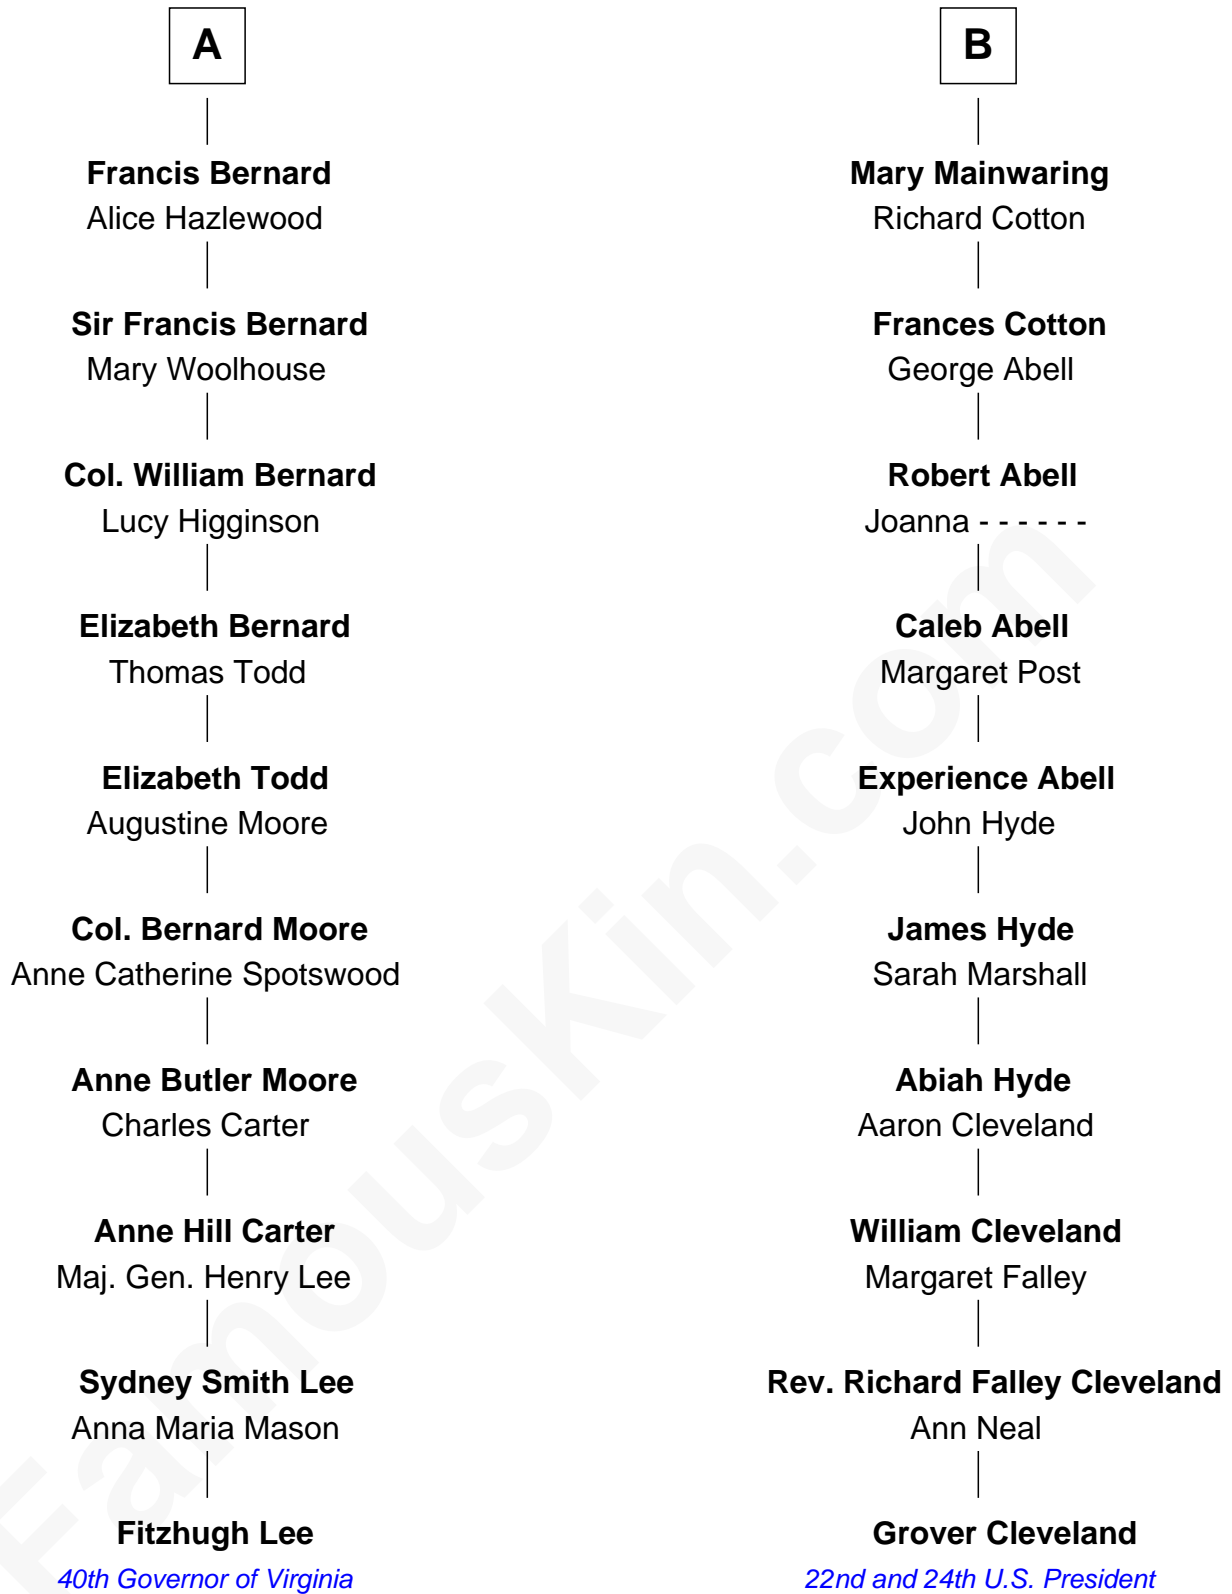 A
Francis Bernard
Alice Hazlewood
Sir Francis Bernard
Mary Woolhouse
Col. William Bernard
Lucy Higginson
Elizabeth Bernard
Thomas Todd
Elizabeth Todd
Augustine Moore
Col. Bernard Moore
Anne Catherine Spotswood
Anne Butler Moore
Charles Carter
Anne Hill Carter
Maj. Gen. Henry Lee
Sydney Smith Lee
Anna Maria Mason
Fitzhugh Lee
40th Governor of Virginia
B
Mary Mainwaring
Richard Cotton
Frances Cotton
George Abell
Robert Abell
Joanna - - - - - -
Caleb Abell
Margaret Post
Experience Abell
John Hyde
James Hyde
Sarah Marshall
Abiah Hyde
Aaron Cleveland
William Cleveland
Margaret Falley
Rev. Richard Falley Cleveland
Ann Neal
Grover Cleveland
22nd and 24th U.S. President
FamousKin.com